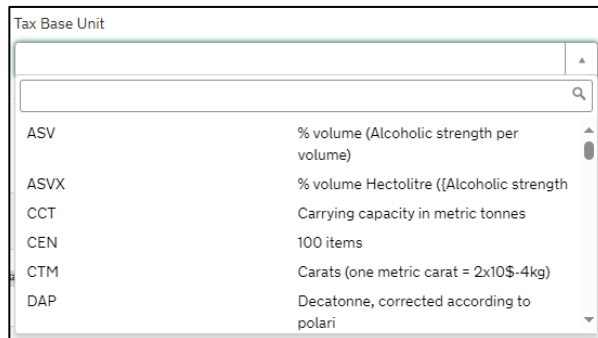 Tax Base Unit
ASV % volume (Alcoholic strength per
volume)
ASVX % volume Hectolitre ({Alcoholic strength
CCT Carrying capacity in metric tonnes
CEN 100 items
CTM Carats (one metric carat = 2x10$-4kg)
DAP Decatonne, corrected according to
polari